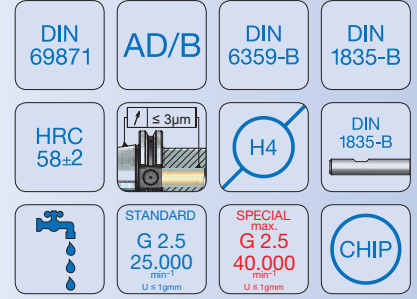 DIN
69871
AD/B
DIN
6359-B
DIN
1835-B
HRC
58±2
↗ ≤ 3µm
H4
DIN
1835-B
STANDARD
G 2.5
25.000
min⁻¹
U ≤ 1gmm
SPECIAL
max.
G 2.5
40.000
min⁻¹
U ≤ 1gmm
CHIP